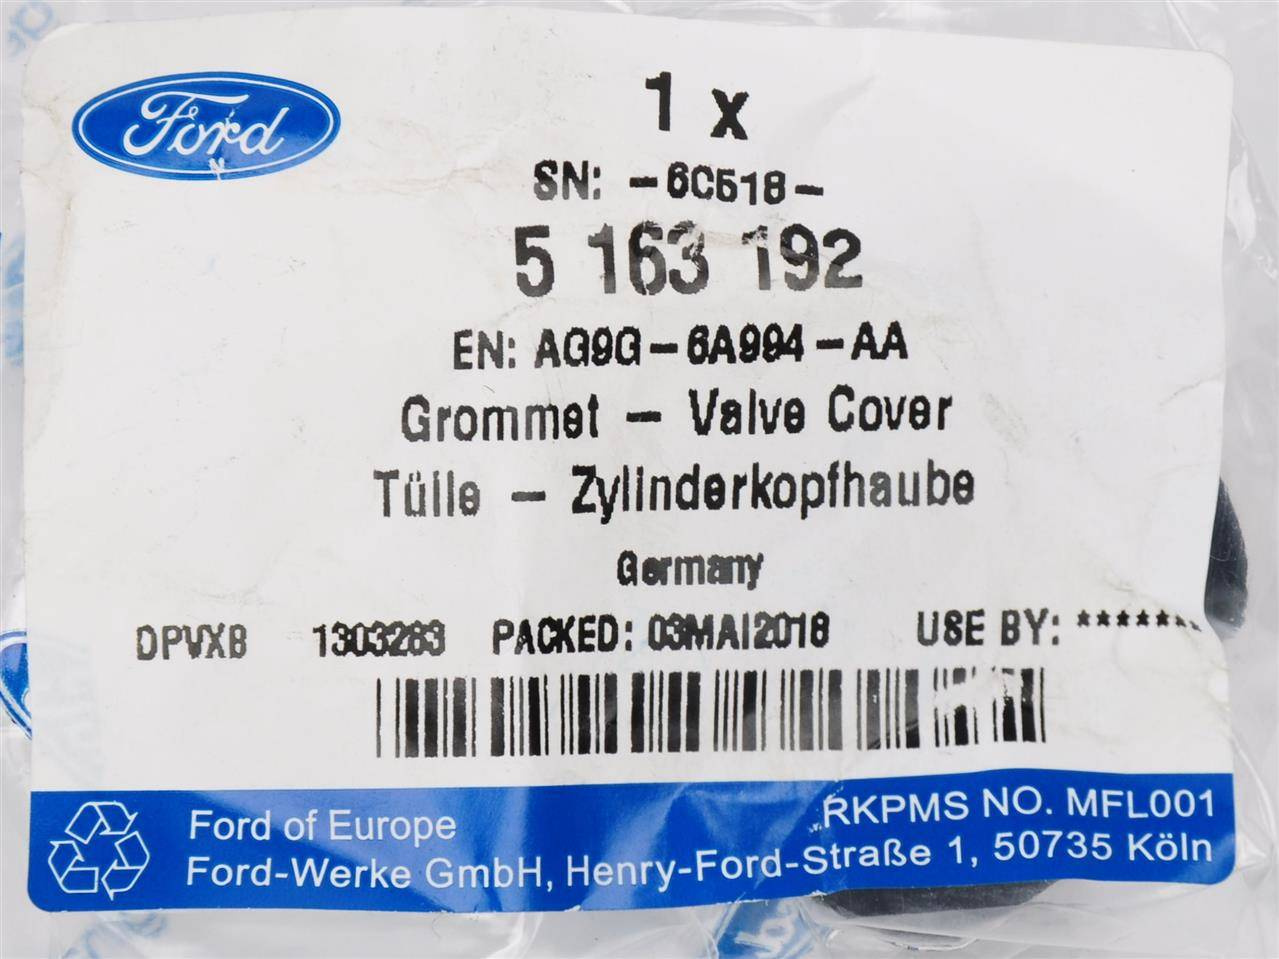 Ford
1 x
SN: -6C518-
5 163 192
EN: AG9G-6A994-AA
Grommet - Valve Cover
Tülle - Zylinderkopfhaube
Germany
DPVXB 1303283 PACKED: 03MAI2018 USE BY: *******
RKPMS NO. MFL001
Ford of Europe
Ford-Werke GmbH, Henry-Ford-Straße 1, 50735 Köln